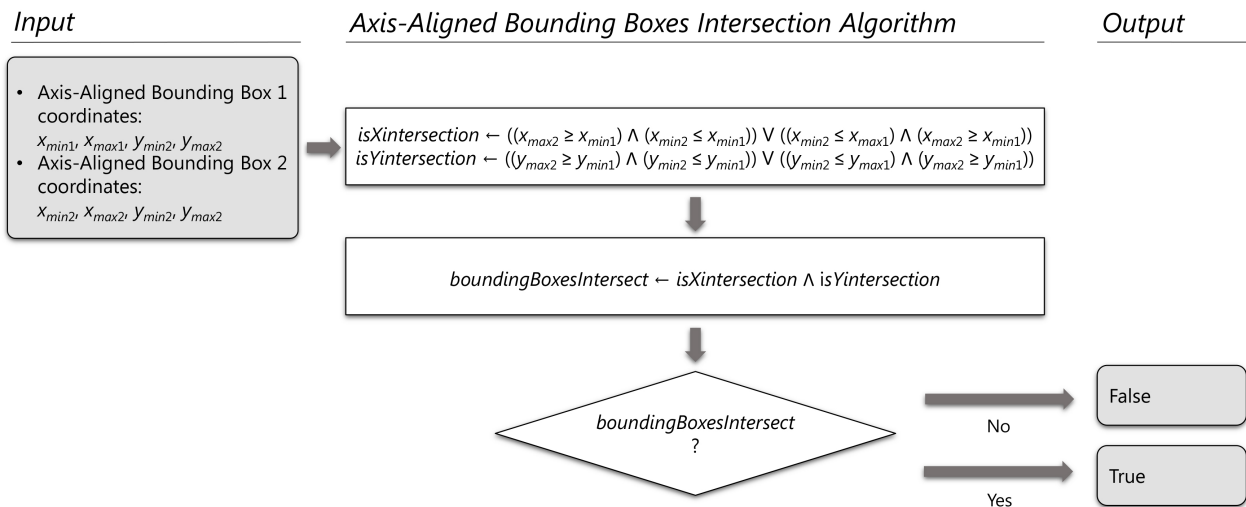 Input
Axis-Aligned Bounding Boxes Intersection Algorithm
Output
• Axis-Aligned Bounding Box 1
coordinates:
xmin1, xmax1, ymin2, ymax2
• Axis-Aligned Bounding Box 2
coordinates:
xmin2, xmax2, ymin2, ymax2
isXintersection ← ((xmax2 ≥ xmin1) Λ (xmin2 ≤ xmin1)) V ((xmin2 ≤ xmax1) Λ (xmax2 ≥ xmin1))
isYintersection ← ((ymax2 ≥ ymin1) Λ (ymin2 ≤ ymin1)) V ((ymin2 ≤ ymax1) Λ (ymax2 ≥ ymin1))
boundingBoxesIntersect ← isXintersection Λ isYintersection
boundingBoxesIntersect
?
No
False
Yes
True